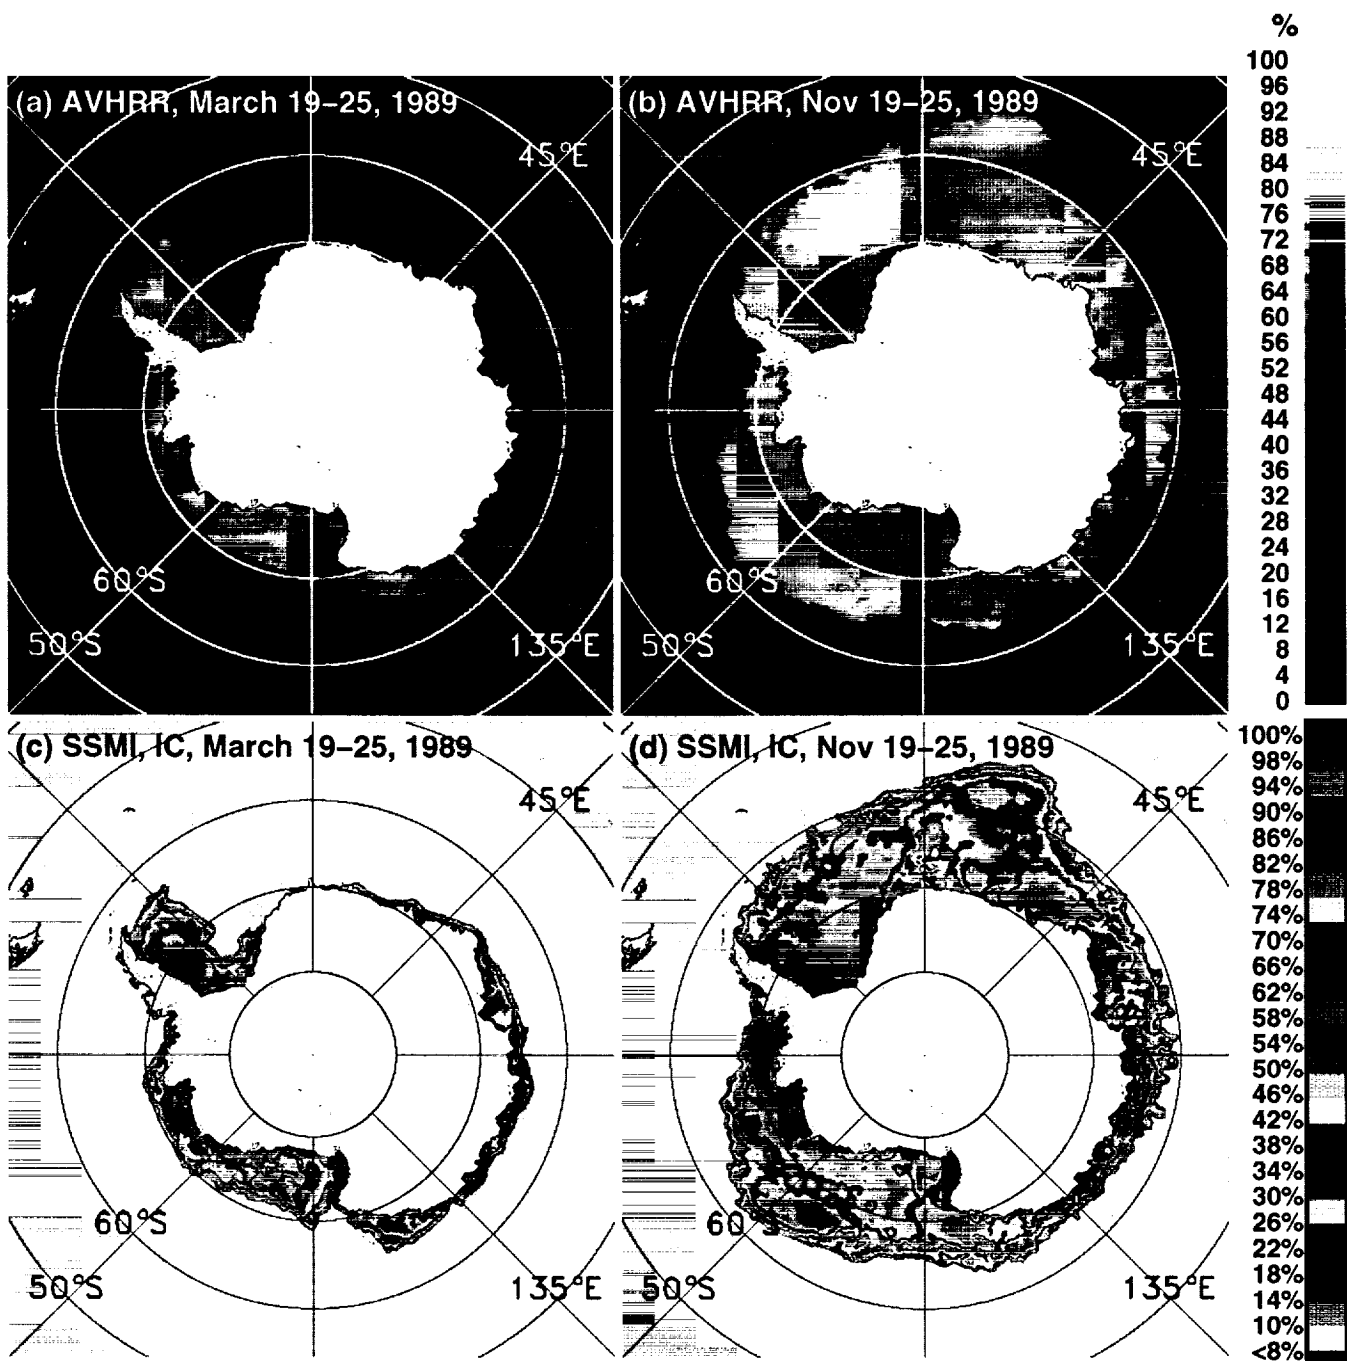 (a) AVHRR, March 19-25, 1989
45°E
60°S
50°S
135°E
(b) AVHRR, Nov 19-25, 1989
45°E
60°S
50°S
135°E
%
100
96
92
88
84
80
76
72
68
64
60
56
52
48
44
40
36
32
28
24
20
16
12
8
4
0
(c) SSMI, IC, March 19-25, 1989
45°E
60°S
50°S
135°E
(d) SSMI, IC, Nov 19-25, 1989
45°E
60°S
50°S
135°E
100%
98%
94%
90%
86%
82%
78%
74%
70%
66%
62%
58%
54%
50%
46%
42%
38%
34%
30%
26%
22%
18%
14%
10%
<8%